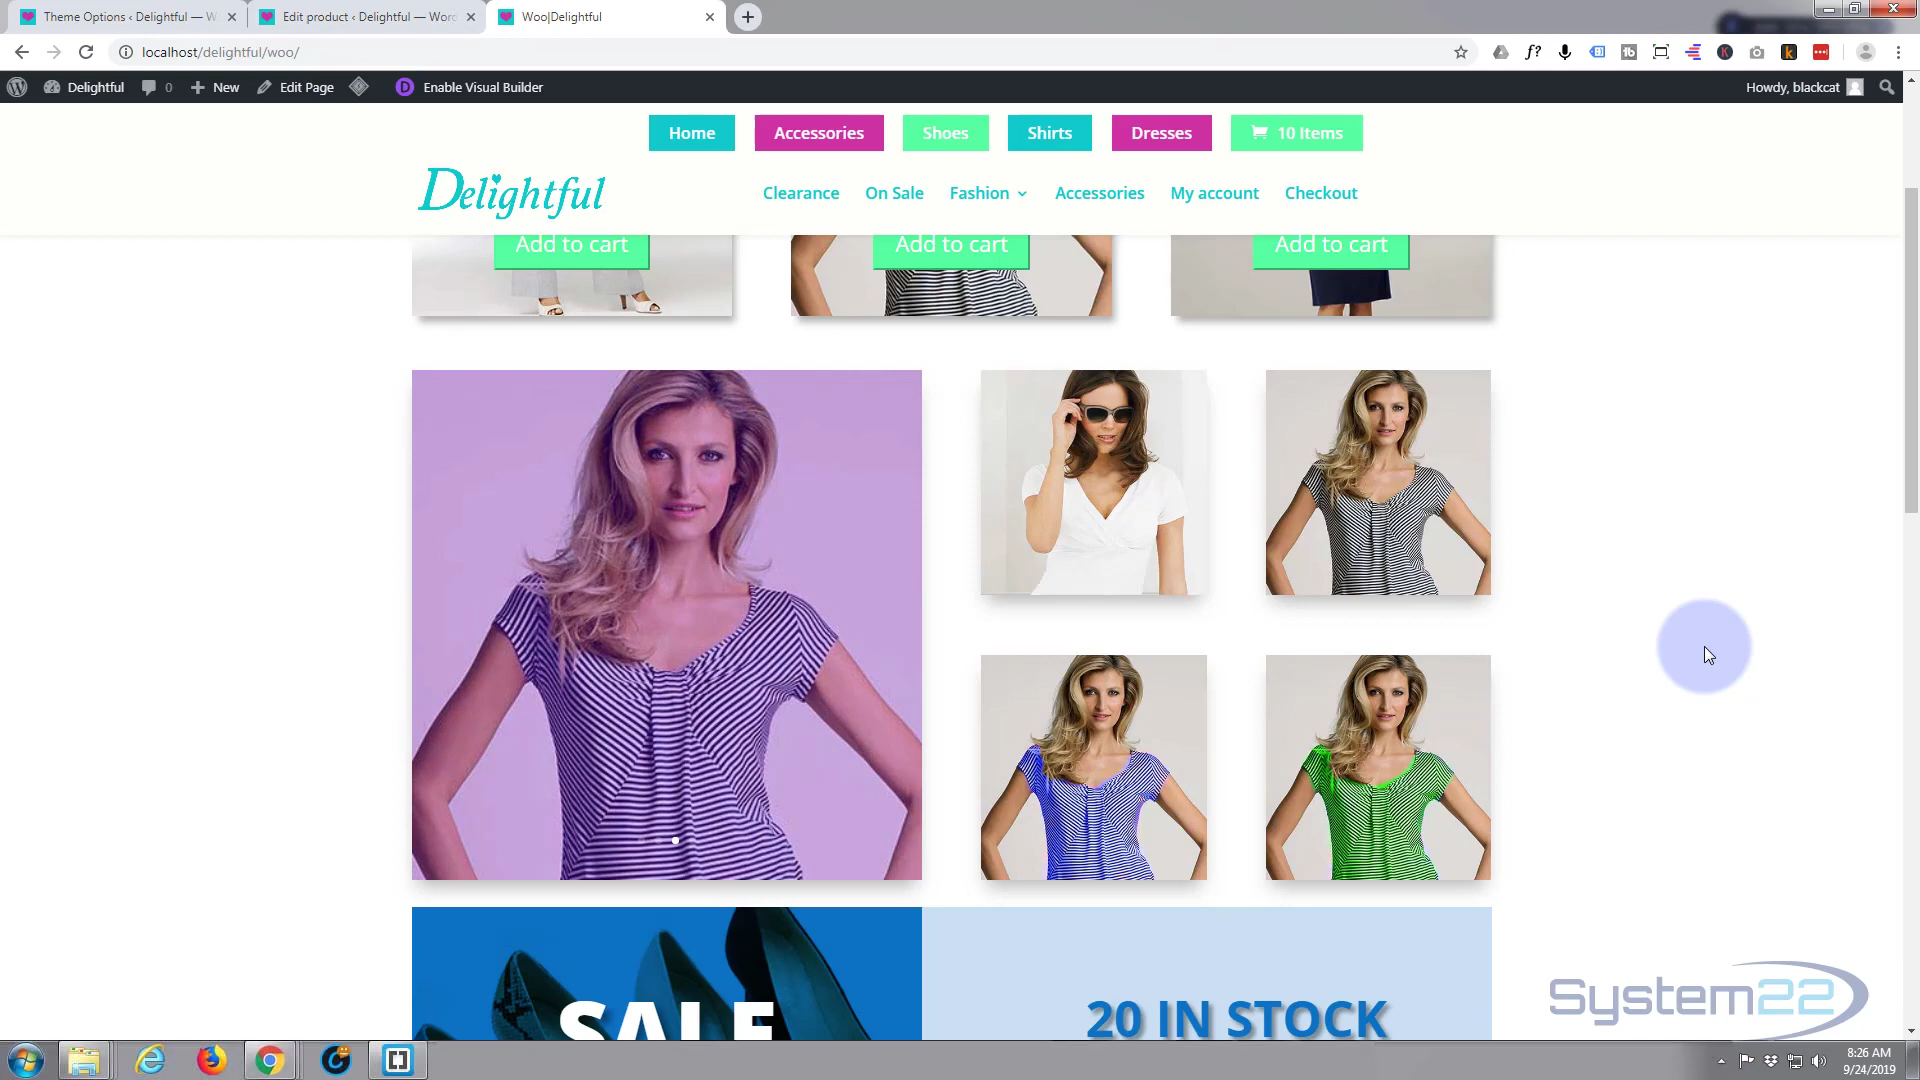 Theme Options ‹ Delightful — W
Edit product ‹ Delightful — Word
Woo|Delightful
localhost/delightful/woo/
Delightful
0
New
Edit Page
D
Enable Visual Builder
Howdy, blackcat
Home
Accessories
Shoes
Shirts
Dresses
10 Items
Delightful
Clearance
On Sale
Fashion
Accessories
My account
Checkout
Add to cart
Add to cart
Add to cart
SALE
20 IN STOCK
System22
8:26 AM
9/24/2019